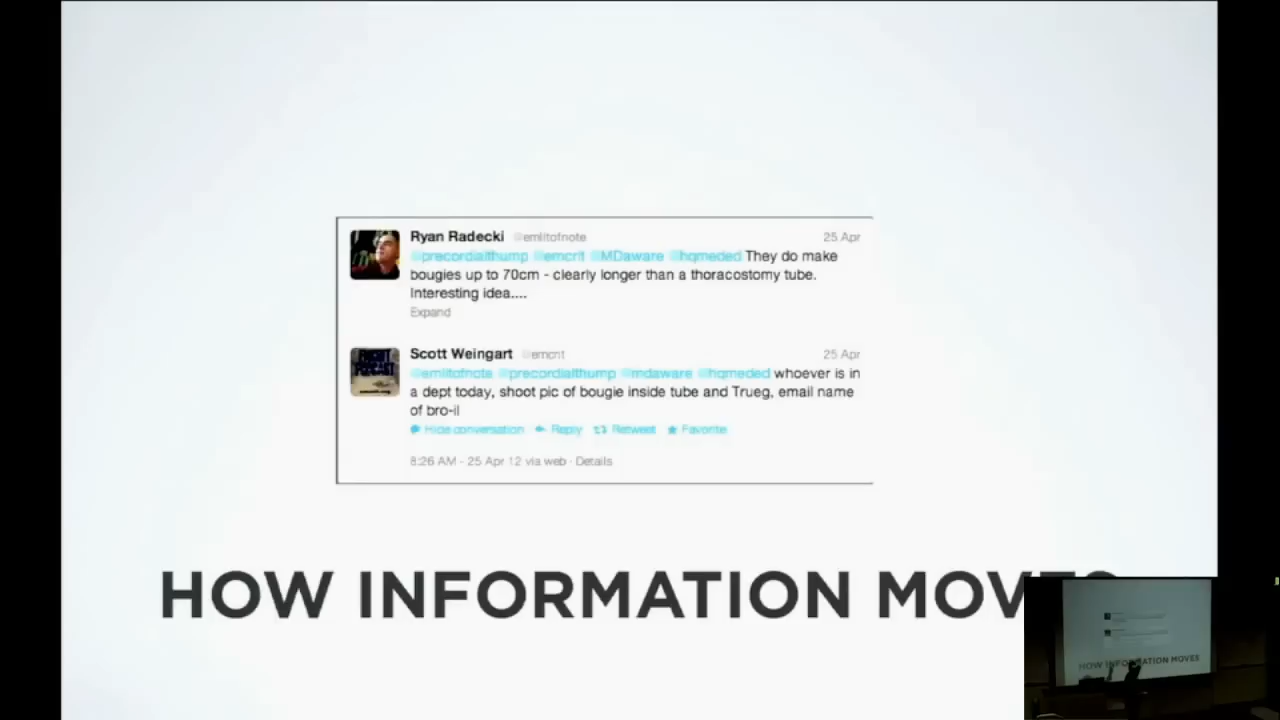 Ryan Radecki @emlitofnote 25 Apr
@precordialthump @emcrit @MDaware @hqmeded They do make
bougies up to 70cm - clearly longer than a thoracostomy tube.
Interesting idea....
Expand
Scott Weingart @emcrit 25 Apr
@emlitofnote @precordialthump @mdaware @hqmeded whoever is in
a dept today, shoot pic of bougie inside tube and Trueg, email name
of bro-il
Hide conversation Reply Retweet Favorite
8:26 AM - 25 Apr 12 via web · Details
HOW INFORMATION MOVES
HOW INFORMATION MOVES